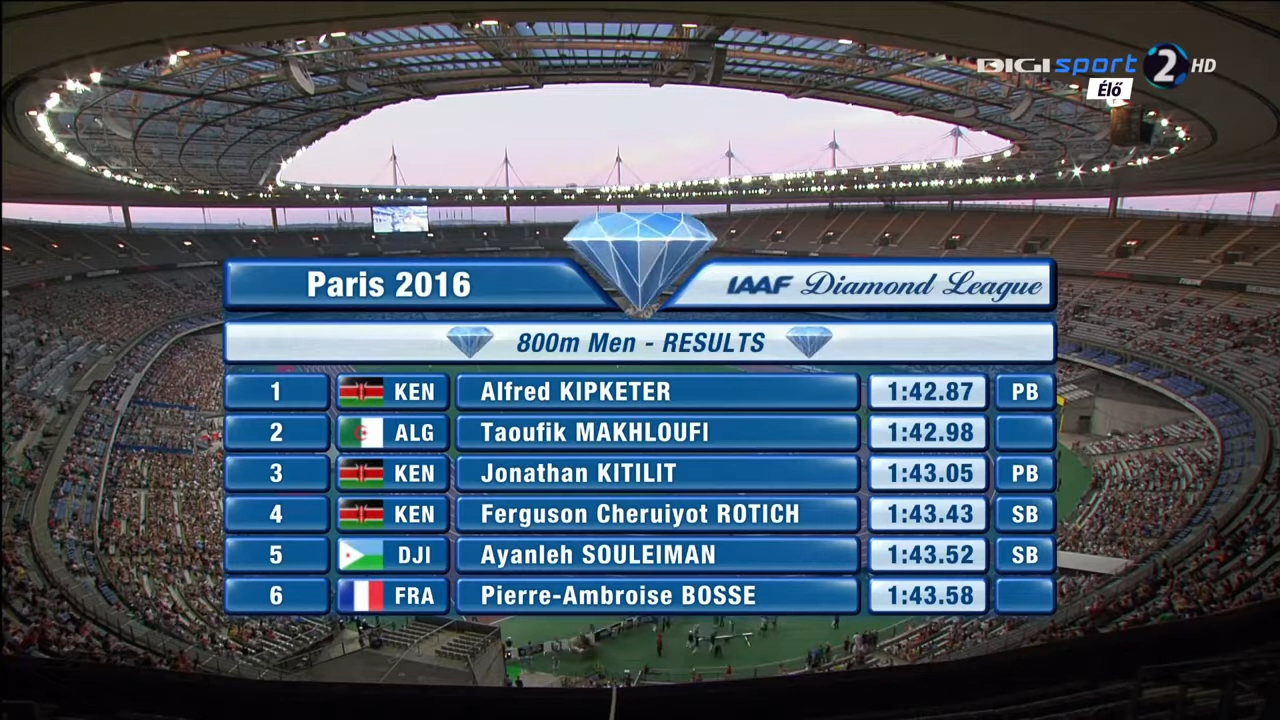 DIGI sport 2 HD
Élő
Paris 2016
IAAF Diamond League
800m Men - RESULTS
1 KEN Alfred KIPKETER 1:42.87 PB
2 ALG Taoufik MAKHLOUFI 1:42.98
3 KEN Jonathan KITILIT 1:43.05 PB
4 KEN Ferguson Cheruiyot ROTICH 1:43.43 SB
5 DJI Ayanleh SOULEIMAN 1:43.52 SB
6 FRA Pierre-Ambroise BOSSE 1:43.58